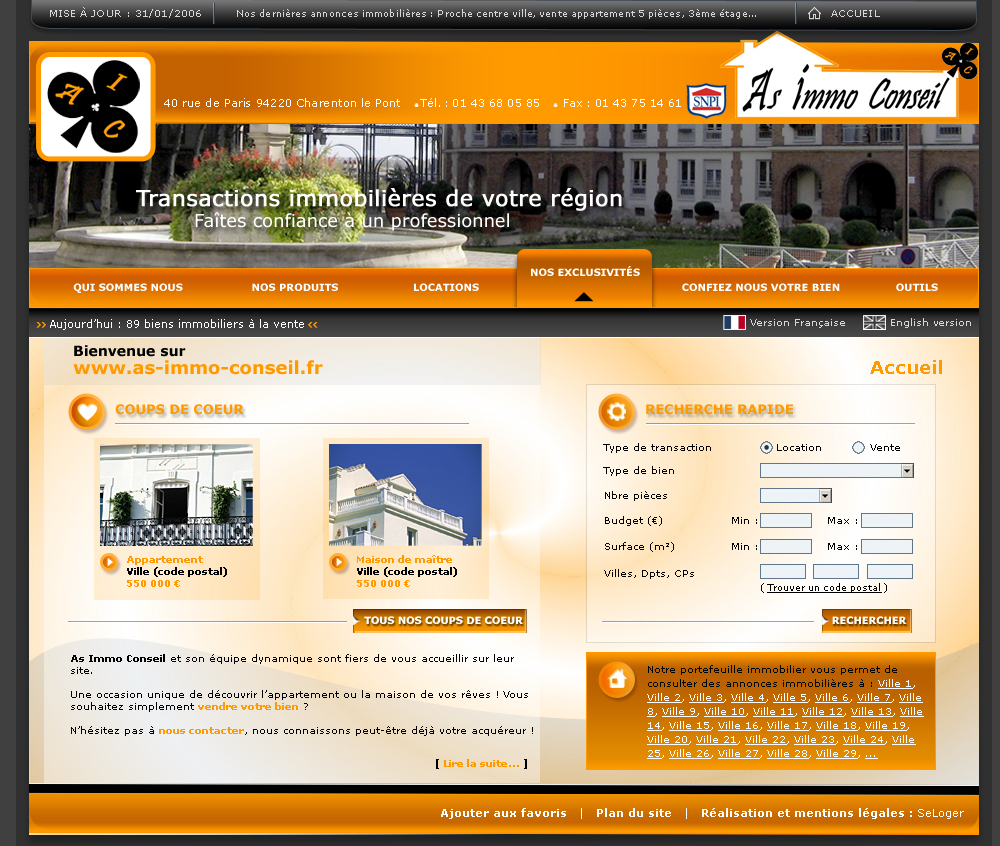 MISE À JOUR : 31/01/2006
Nos dernières annonces immobilières : Proche centre ville, vente appartement 5 pièces, 3ème étage...
ACCUEIL
A I C
40 rue de Paris 94220 Charenton le Pont
Tél. : 01 43 68 05 85
Fax : 01 43 75 14 61
SNPI
As Immo Conseil
A I C
Transactions immobilières de votre région
Faîtes confiance à un professionnel
QUI SOMMES NOUS
NOS PRODUITS
LOCATIONS
NOS EXCLUSIVITÉS
CONFIEZ NOUS VOTRE BIEN
OUTILS
>> Aujourd'hui : 89 biens immobiliers à la vente <<
Version Française
English version
Bienvenue sur
www.as-immo-conseil.fr
Accueil
COUPS DE COEUR
Appartement
Ville (code postal)
550 000 €
Maison de maître
Ville (code postal)
550 000 €
TOUS NOS COUPS DE COEUR
As Immo Conseil et son équipe dynamique sont fiers de vous accueillir sur leur
site.
Une occasion unique de découvrir l'appartement ou la maison de vos rêves ! Vous
souhaitez simplement vendre votre bien ?
N'hésitez pas à nous contacter, nous connaissons peut-être déjà votre acquéreur !
[ Lire la suite... ]
RECHERCHE RAPIDE
Type de transaction Location Vente
Type de bien
Nbre pièces
Budget (€) Min : Max :
Surface (m²) Min : Max :
Villes, Dpts, CPs
( Trouver un code postal )
RECHERCHER
Notre portefeuille immobilier vous permet de
consulter des annonces immobilières à : Ville 1,
Ville 2, Ville 3, Ville 4, Ville 5, Ville 6, Ville 7, Ville
8, Ville 9, Ville 10, Ville 11, Ville 12, Ville 13, Ville
14, Ville 15, Ville 16, Ville 17, Ville 18, Ville 19,
Ville 20, Ville 21, Ville 22, Ville 23, Ville 24, Ville
25, Ville 26, Ville 27, Ville 28, Ville 29, ...
Ajouter aux favoris | Plan du site | Réalisation et mentions légales : SeLoger